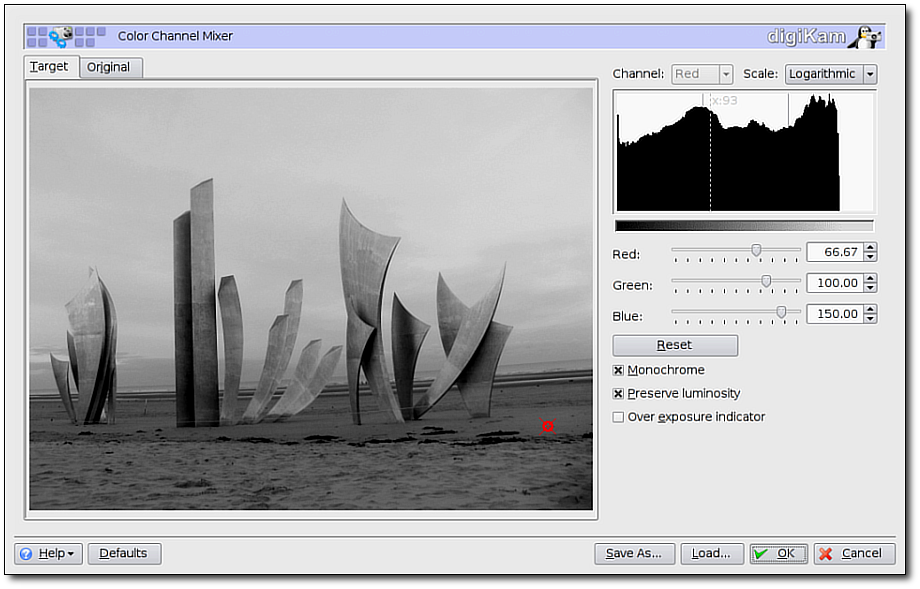 Color Channel Mixer
digiKam
Target
Original
Channel: Red
Scale: Logarithmic
x:93
Red: 66.67
Green: 100.00
Blue: 150.00
Reset
Monochrome
Preserve luminosity
Over exposure indicator
Help
Defaults
Save As...
Load...
OK
Cancel